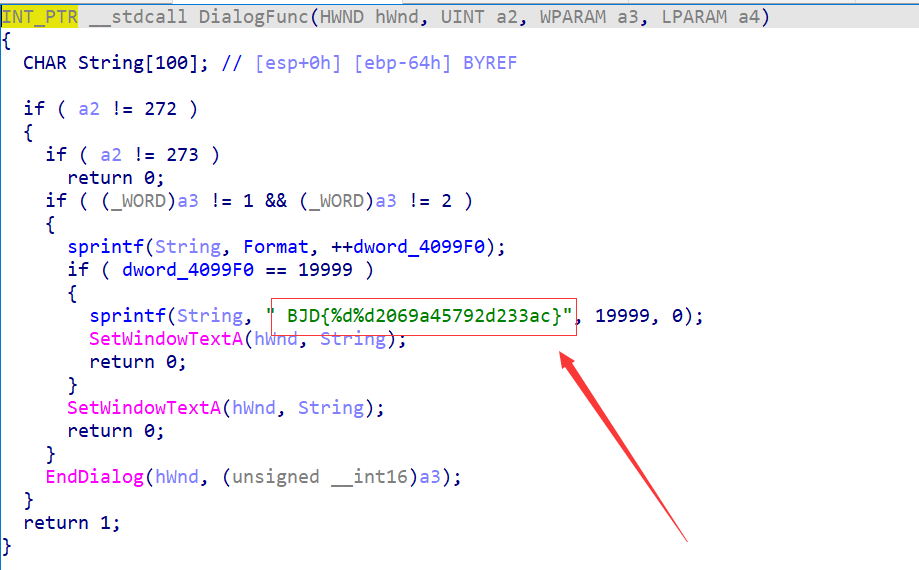 INT_PTR __stdcall DialogFunc(HWND hWnd, UINT a2, WPARAM a3, LPARAM a4)
{
  CHAR String[100]; // [esp+0h] [ebp-64h] BYREF

  if ( a2 != 272 )
  {
    if ( a2 != 273 )
      return 0;
    if ( (_WORD)a3 != 1 && (_WORD)a3 != 2 )
    {
      sprintf(String, Format, ++dword_4099F0);
      if ( dword_4099F0 == 19999 )
      {
        sprintf(String, " BJD{%d%d2069a45792d233ac}", 19999, 0);
        SetWindowTextA(hWnd, String);
        return 0;
      }
      SetWindowTextA(hWnd, String);
      return 0;
    }
    EndDialog(hWnd, (unsigned __int16)a3);
  }
  return 1;
}